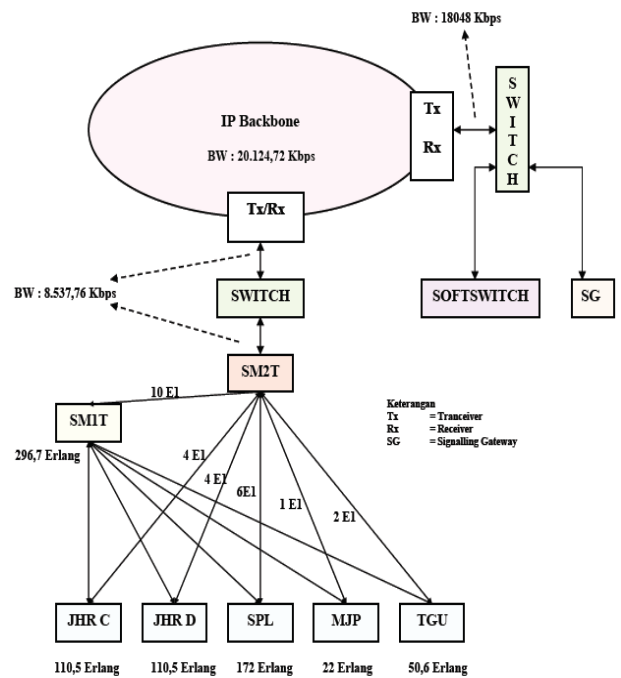 BW : 18048 Kbps
IP Backbone
BW : 20.124,72 Kbps
Tx
Rx
S
W
I
T
C
H
Tx/Rx
BW : 8.537,76 Kbps
SWITCH
SOFTSWITCH
SG
SM2T
10 E1
SM1T
296,7 Erlang
Keterangan
Tx = Tranceiver
Rx = Receiver
SG = Signalling Gateway
4 E1
4 E1
6E1
1 E1
2 E1
JHR C
JHR D
SPL
MJP
TGU
110,5 Erlang
110,5 Erlang
172 Erlang
22 Erlang
50,6 Erlang